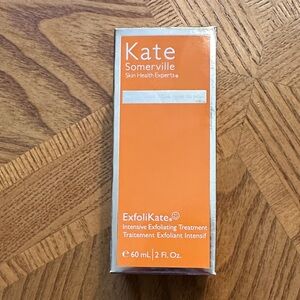 Kate
Somerville
Skin Health Experts®
ExfoliKate®
Intensive Exfoliating Treatment
Traitement Exfoliant Intensif
e 60 mL | 2 Fl. Oz.